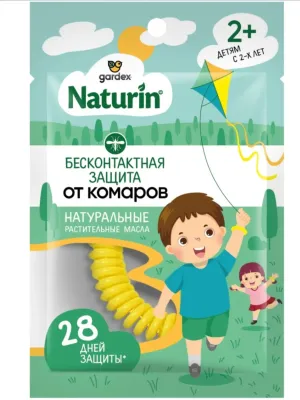 gardex
Naturin®
2+
ДЕТЯМ
С 2-Х ЛЕТ
БЕСКОНТАКТНАЯ
ЗАЩИТА
ОТ КОМАРОВ
НАТУРАЛЬНЫЕ
РАСТИТЕЛЬНЫЕ МАСЛА
28
ДНЕЙ
ЗАЩИТЫ*